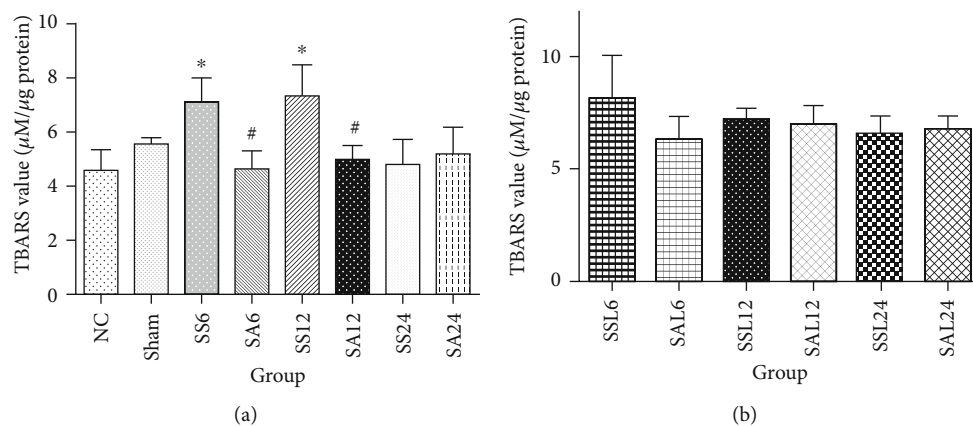 10
8
6
4
2
0
TBARS value (μM/μg protein)
*
#
*
#
NC
Sham
SS6
SA6
SS12
SA12
SS24
SA24
Group
(a)
10
5
0
TBARS value (μM/μg protein)
SSL6
SAL6
SSL12
SAL12
SSL24
SAL24
Group
(b)